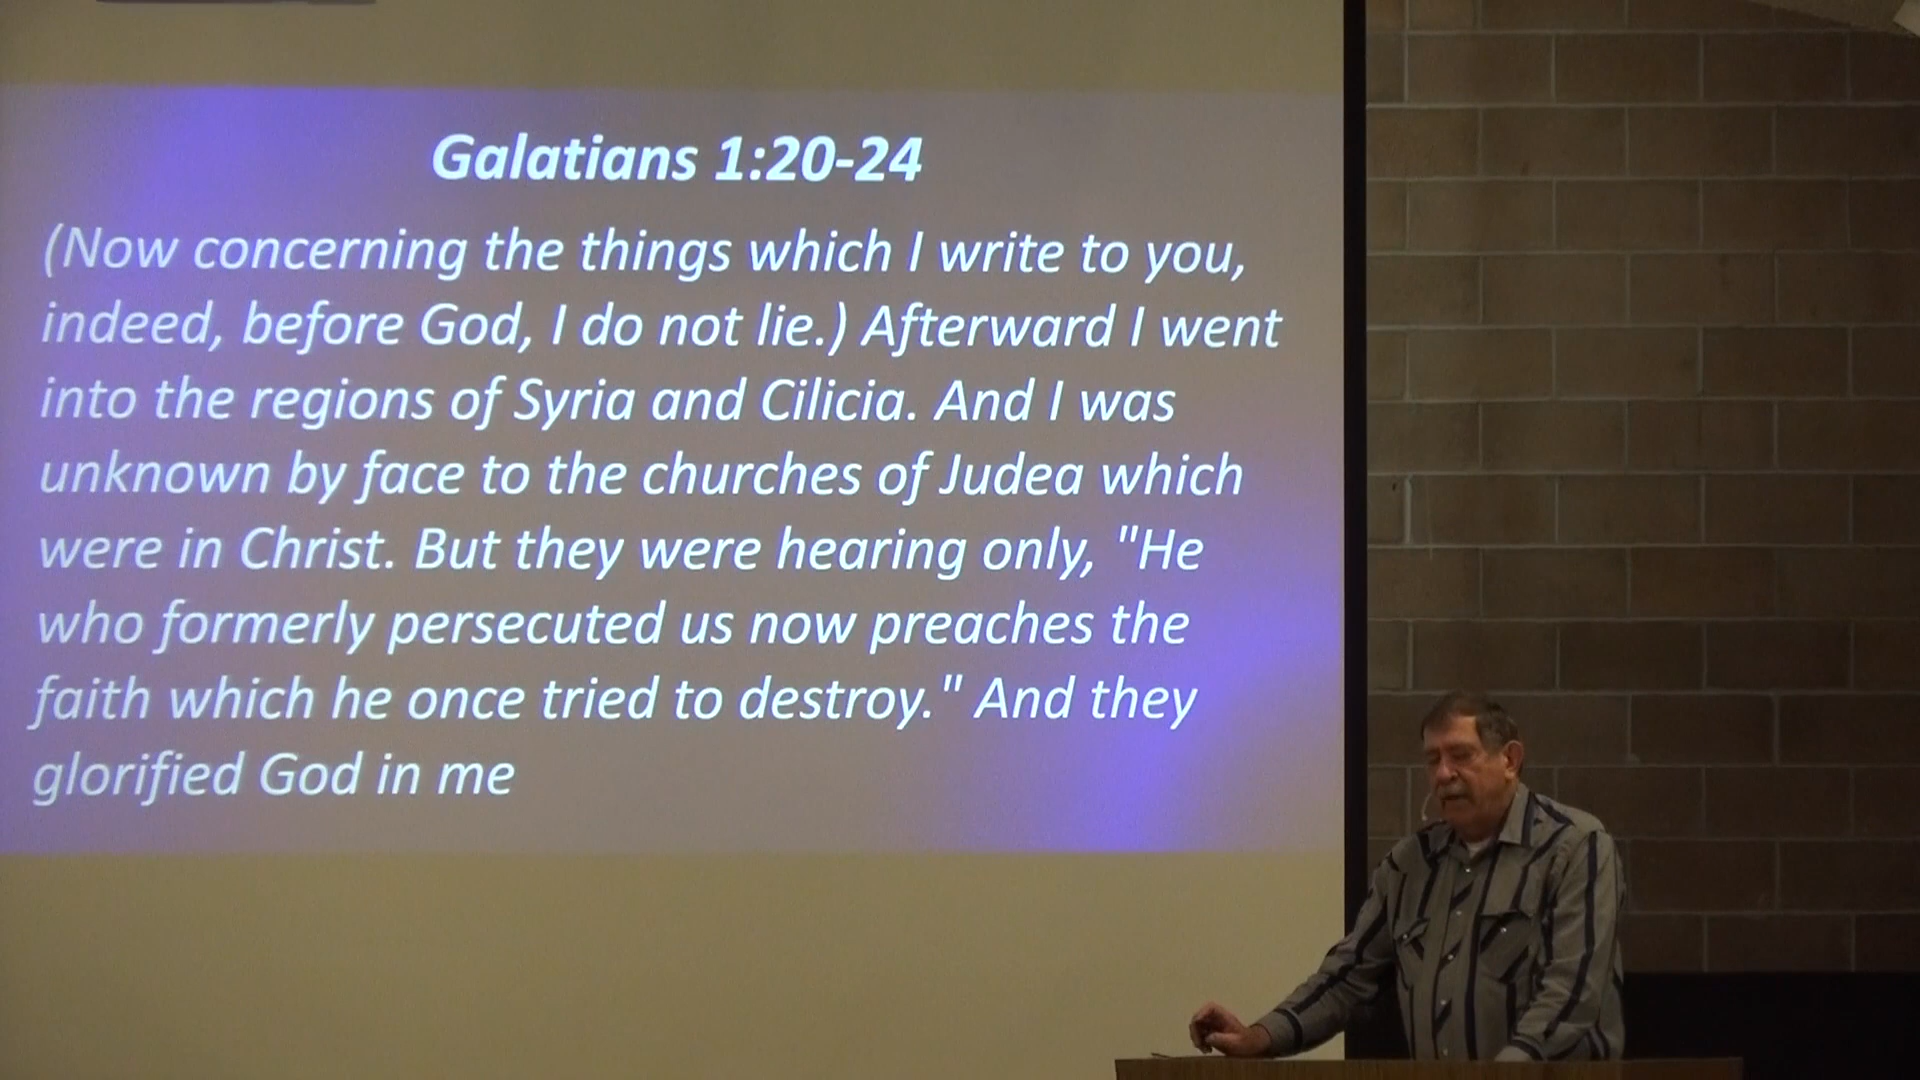 Galatians 1:20-24
(Now concerning the things which I write to you,
indeed, before God, I do not lie.) Afterward I went
into the regions of Syria and Cilicia. And I was
unknown by face to the churches of Judea which
were in Christ. But they were hearing only, "He
who formerly persecuted us now preaches the
faith which he once tried to destroy." And they
glorified God in me